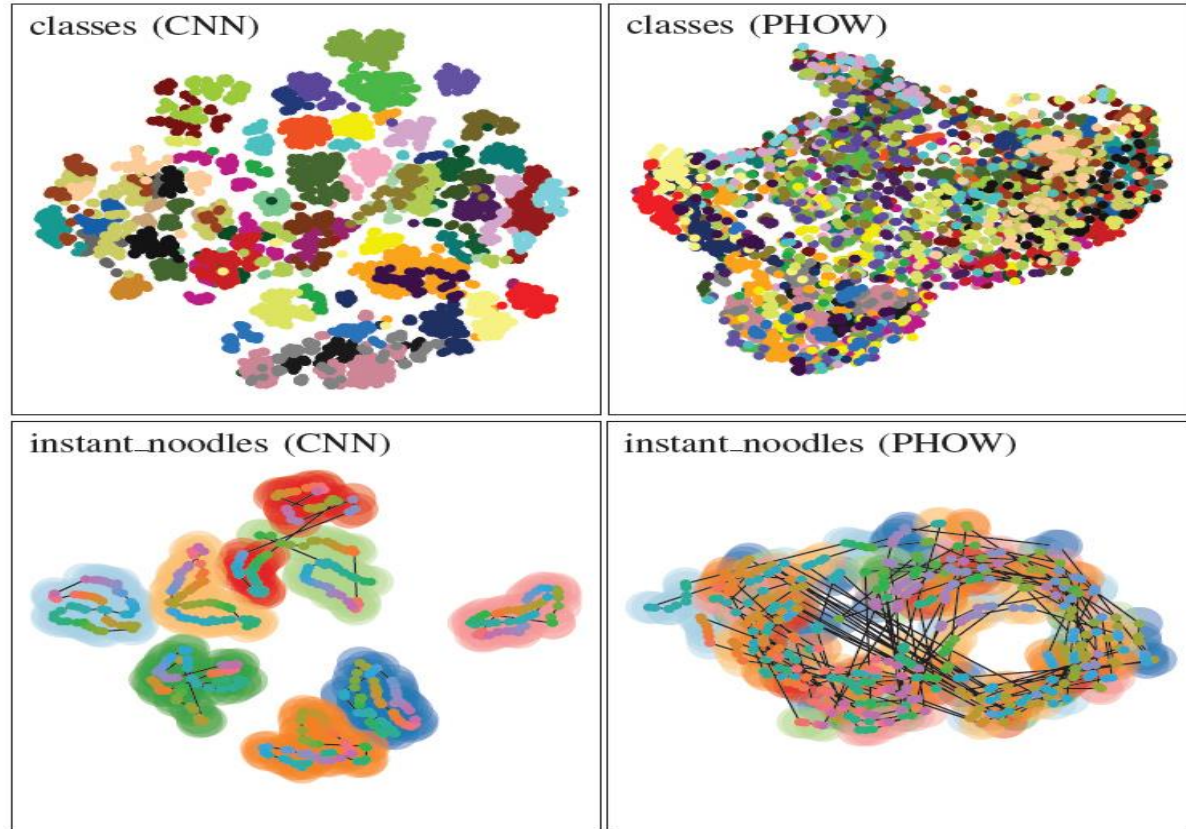 classes (CNN)
classes (PHOW)
instant_noodles (CNN)
instant_noodles (PHOW)